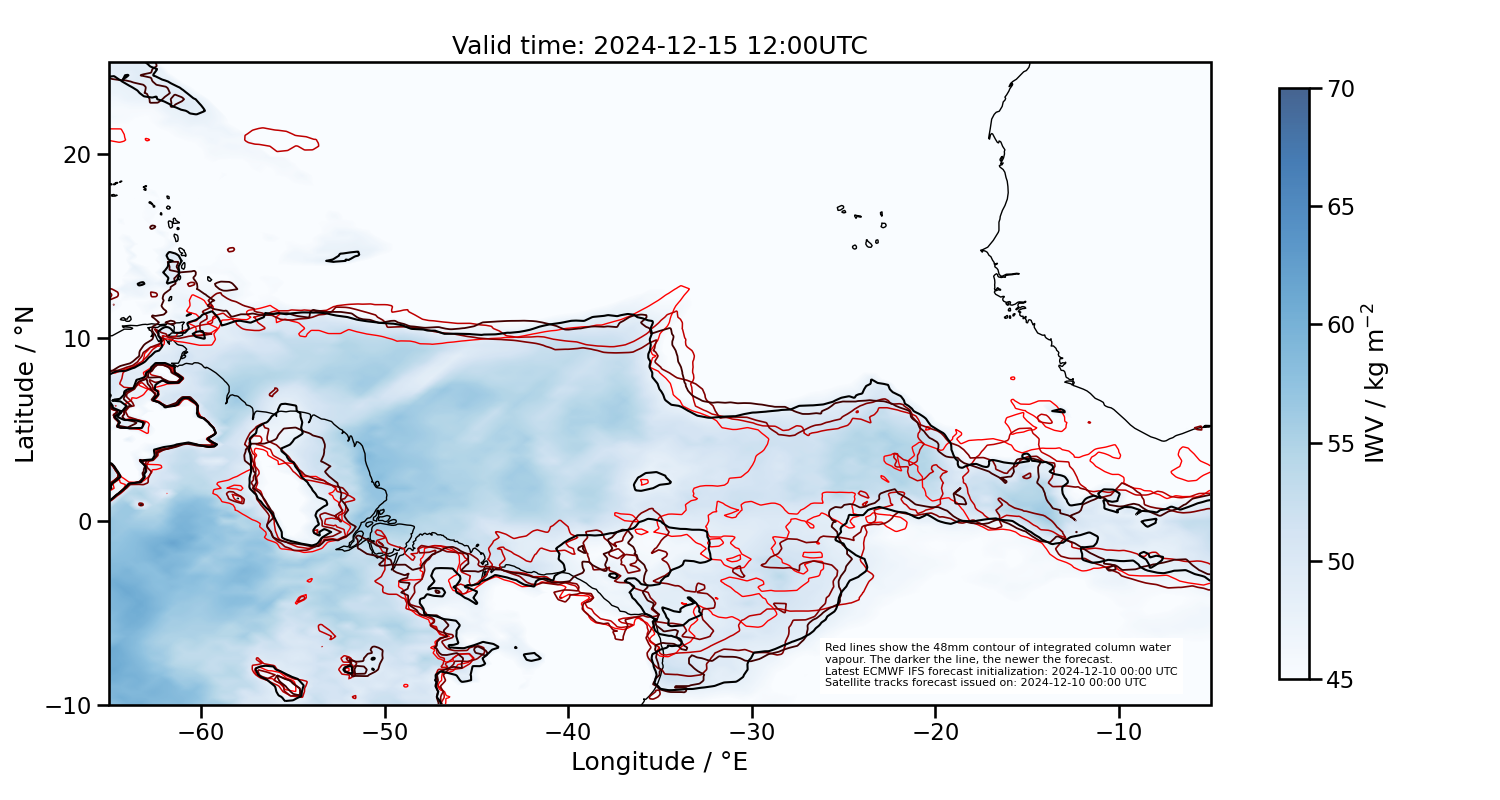 Valid time: 2024-12-15 12:00UTC
70
65
60
55
50
45
IWV / kg m⁻²
20
10
0
−10
Latitude / °N
Red lines show the 48mm contour of integrated column water
vapour. The darker the line, the newer the forecast.
Latest ECMWF IFS forecast initialization: 2024-12-10 00:00 UTC
Satellite tracks forecast issued on: 2024-12-10 00:00 UTC
−60 −50 −40 −30 −20 −10
Longitude / °E